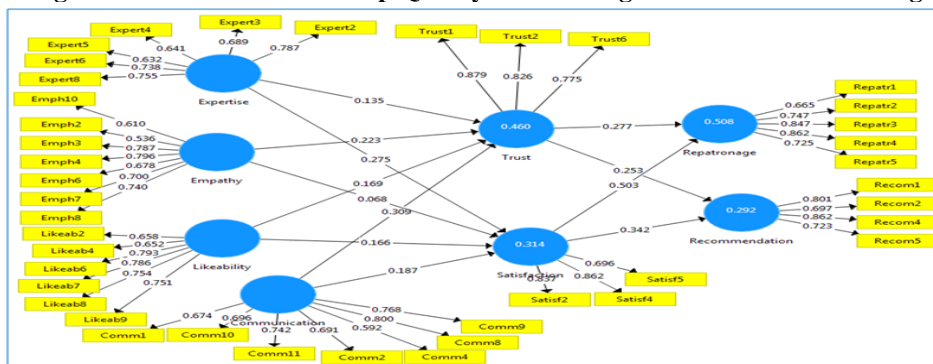 Expert3
Expert4
Expert2
Expert5
Expert6
Expert8
0.641
0.689
0.787
0.632
0.738
0.755
Expertise
Trust1
Trust2
Trust6
0.879
0.826
0.775
0.135
0.460
Trust
0.277
Emph10
Emph2
Emph3
Emph4
Emph6
Emph7
Emph8
0.610
0.536
0.787
0.796
0.678
0.700
0.740
Empathy
0.223
0.275
0.169
0.068
0.309
0.253
0.503
0.508
Repatronage
0.665
0.747
0.847
0.862
0.725
Repatr1
Repatr2
Repatr3
Repatr4
Repatr5
Likeab2
Likeab4
Likeab6
Likeab7
Likeab8
Likeab9
0.658
0.652
0.793
0.786
0.754
0.751
Likeability
0.166
0.187
0.314
Satisfaction
0.342
0.292
Recommendation
0.801
0.697
0.862
0.723
Recom1
Recom2
Recom4
Recom5
0.837
0.862
0.696
Satisf2
Satisf4
Satisf5
Communication
0.674
0.696
0.742
0.691
0.592
0.800
0.768
Comm1
Comm10
Comm11
Comm2
Comm4
Comm8
Comm9